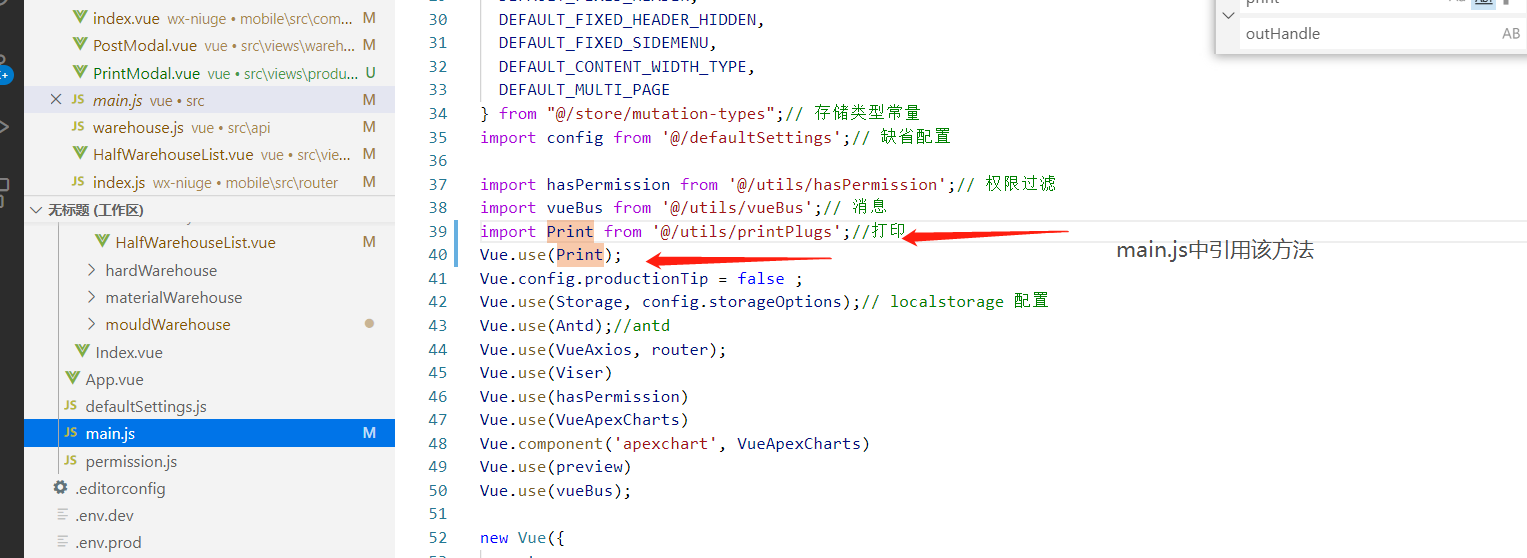 index.vue wx-niuge • mobile\src\com... M
PostModal.vue vue • src\views\wareh... M
PrintModal.vue vue • src\views\produ... U
JS main.js vue • src M
JS warehouse.js vue • src\api M
HalfWarehouseList.vue vue • src\vie... M
JS index.js wx-niuge • mobile\src\router M
无标题 (工作区)
HalfWarehouseList.vue M
hardWarehouse
materialWarehouse
mouldWarehouse
Index.vue
App.vue
JS defaultSettings.js
JS main.js M
JS permission.js
.editorconfig
.env.dev
.env.prod
30 DEFAULT_FIXED_HEADER_HIDDEN,
31 DEFAULT_FIXED_SIDEMENU,
32 DEFAULT_CONTENT_WIDTH_TYPE,
33 DEFAULT_MULTI_PAGE
34 } from "@/store/mutation-types";// 存储类型常量
35 import config from '@/defaultSettings';// 缺省配置
36
37 import hasPermission from '@/utils/hasPermission';// 权限过滤
38 import vueBus from '@/utils/vueBus';// 消息
39 import Print from '@/utils/printPlugs';//打印
40 Vue.use(Print);
41 Vue.config.productionTip = false ;
42 Vue.use(Storage, config.storageOptions);// localstorage 配置
43 Vue.use(Antd);//antd
44 Vue.use(VueAxios, router);
45 Vue.use(Viser)
46 Vue.use(hasPermission)
47 Vue.use(VueApexCharts)
48 Vue.component('apexchart', VueApexCharts)
49 Vue.use(preview)
50 Vue.use(vueBus);
51
52 new Vue({
main.js中引用该方法
outHandle AB